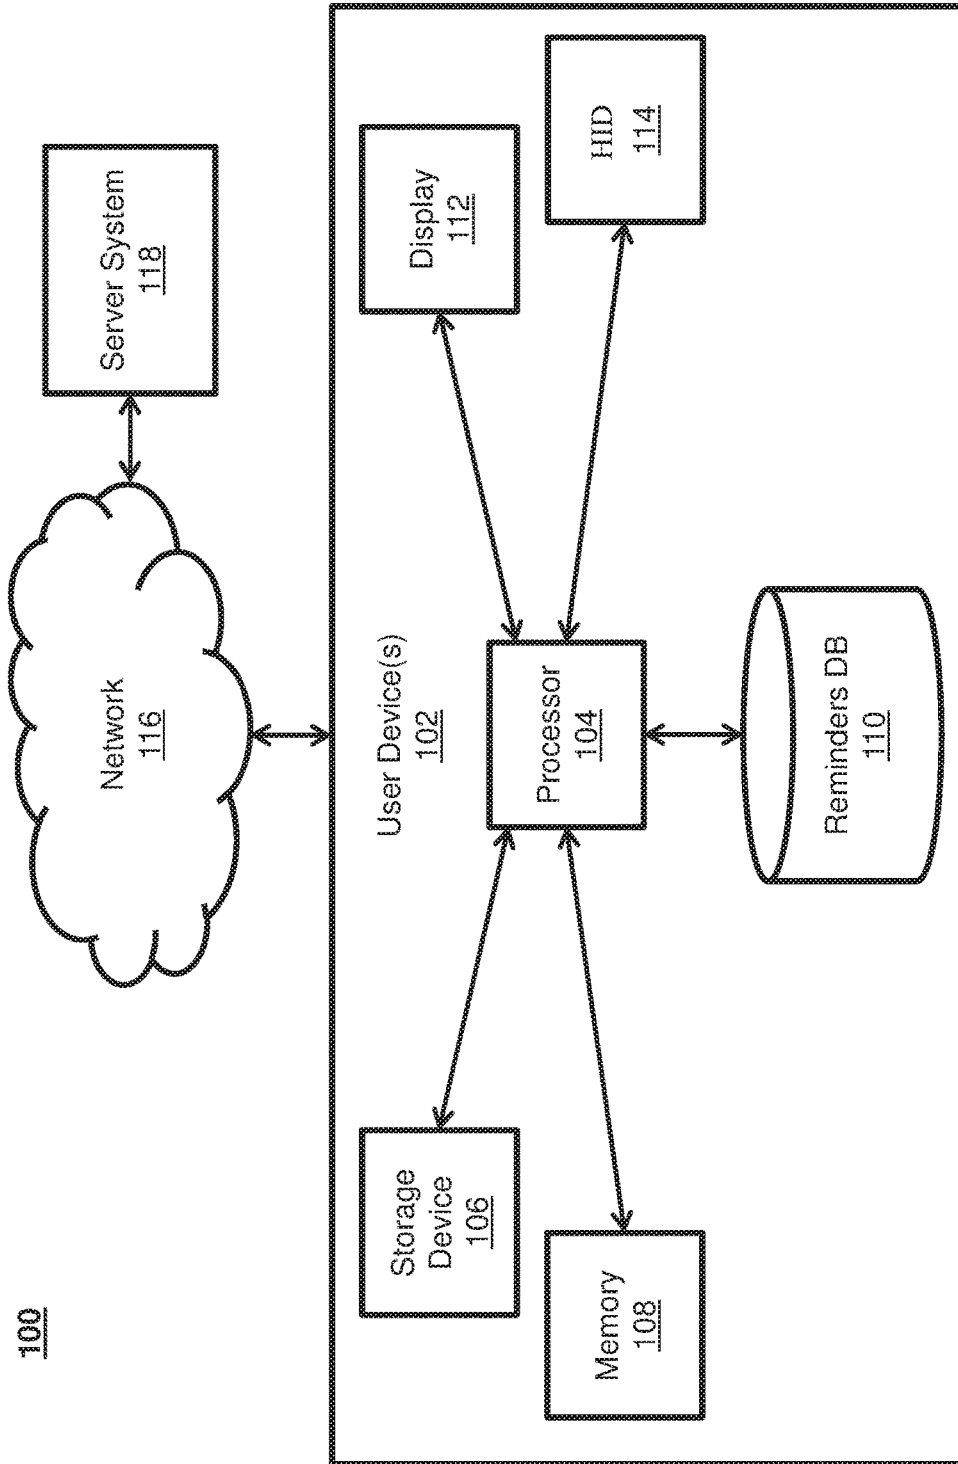 100
Network
116
Server System
118
User Device(s)
102
Storage
Device
106
Display
112
Memory
108
Processor
104
HID
114
Reminders DB
110